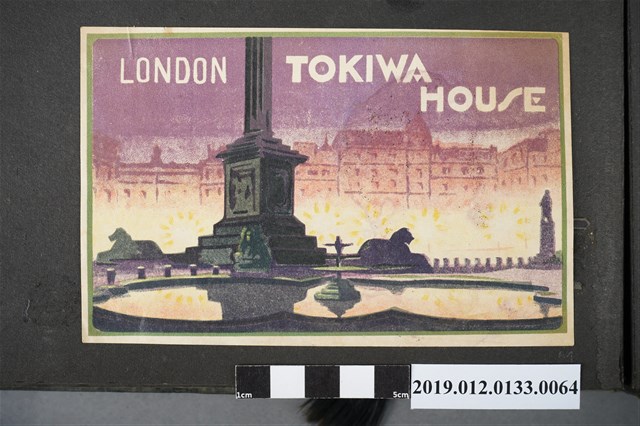 LONDON
TOKIWA
HOUSE
1cm
5cm
2019.012.0133.0064